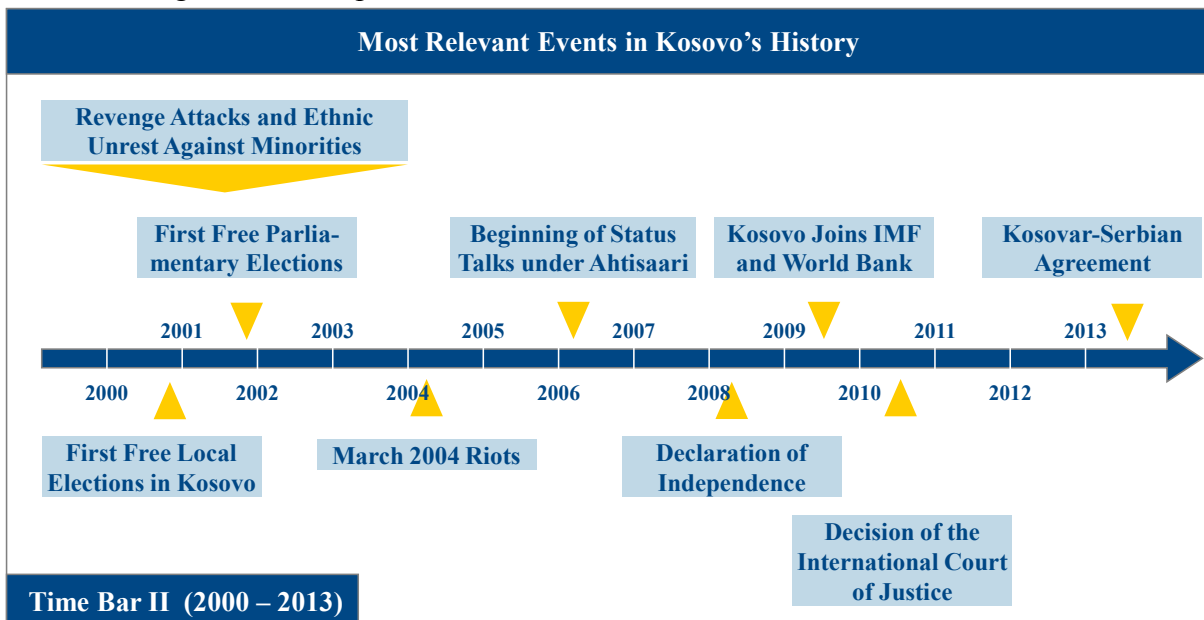 Most Relevant Events in Kosovo's History
Revenge Attacks and Ethnic
Unrest Against Minorities
First Free Parlia-
mentary Elections
Beginning of Status
Talks under Ahtisaari
Kosovo Joins IMF
and World Bank
Kosovar-Serbian
Agreement
2001 2003 2005 2007 2009 2011 2013
2000 2002 2004 2006 2008 2010 2012
First Free Local
Elections in Kosovo
March 2004 Riots
Declaration of
Independence
Decision of the
International Court
of Justice
Time Bar II (2000 – 2013)